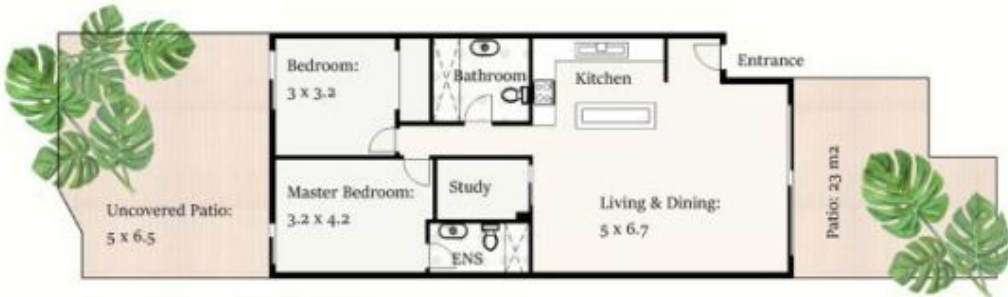 Bedroom:
3 x 3.2
Bathroom
Kitchen
Entrance
Master Bedroom:
3.2 x 4.2
Study
ENS
Uncovered Patio:
5 x 6.5
Living & Dining:
5 x 6.7
Patio: 23 m2